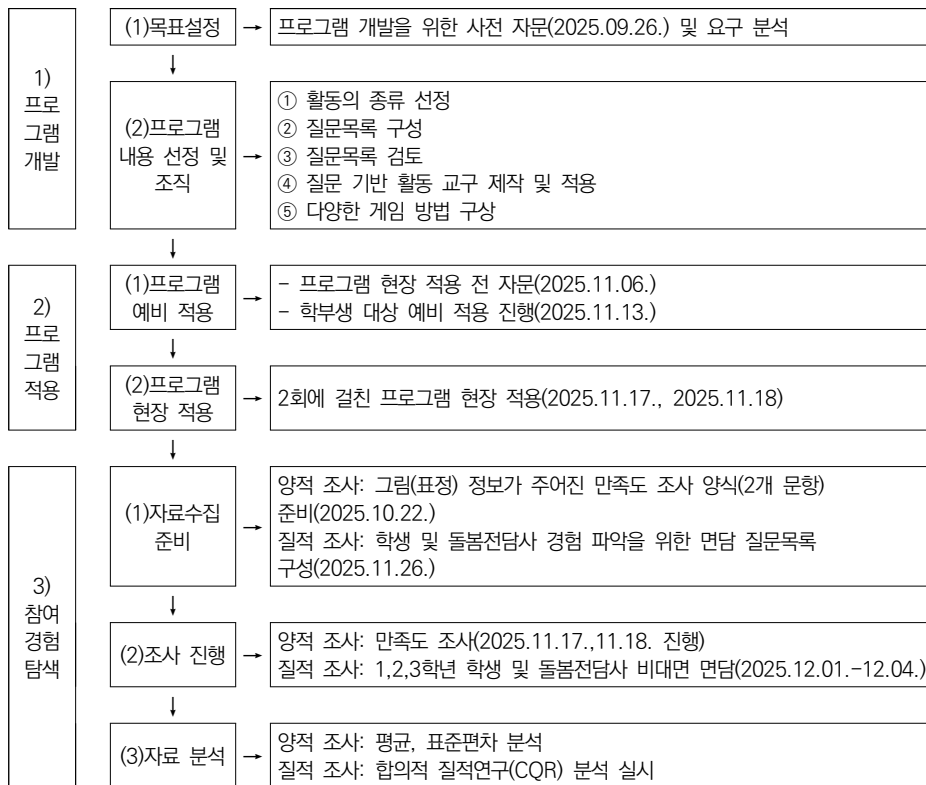 1)
프로
그램
개발
(1)목표설정
→
프로그램 개발을 위한 사전 자문(2025.09.26.) 및 요구 분석
↓
(2)프로그램
내용 선정 및
조직
→
① 활동의 종류 선정
② 질문목록 구성
③ 질문목록 검토
④ 질문 기반 활동 교구 제작 및 적용
⑤ 다양한 게임 방법 구상
↓
2)
프로
그램
적용
(1)프로그램
예비 적용
→
- 프로그램 현장 적용 전 자문(2025.11.06.)
- 학부생 대상 예비 적용 진행(2025.11.13.)
↓
(2)프로그램
현장 적용
→
2회에 걸친 프로그램 현장 적용(2025.11.17., 2025.11.18)
↓
3)
참여
경험
탐색
(1)자료수집
준비
→
양적 조사: 그림(표정) 정보가 주어진 만족도 조사 양식(2개 문항)
준비(2025.10.22.)
질적 조사: 학생 및 돌봄전담사 경험 파악을 위한 면담 질문목록
구성(2025.11.26.)
↓
(2)조사 진행
→
양적 조사: 만족도 조사(2025.11.17.,11.18. 진행)
질적 조사: 1,2,3학년 학생 및 돌봄전담사 비대면 면담(2025.12.01.-12.04.)
↓
(3)자료 분석
→
양적 조사: 평균, 표준편차 분석
질적 조사: 합의적 질적연구(CQR) 분석 실시